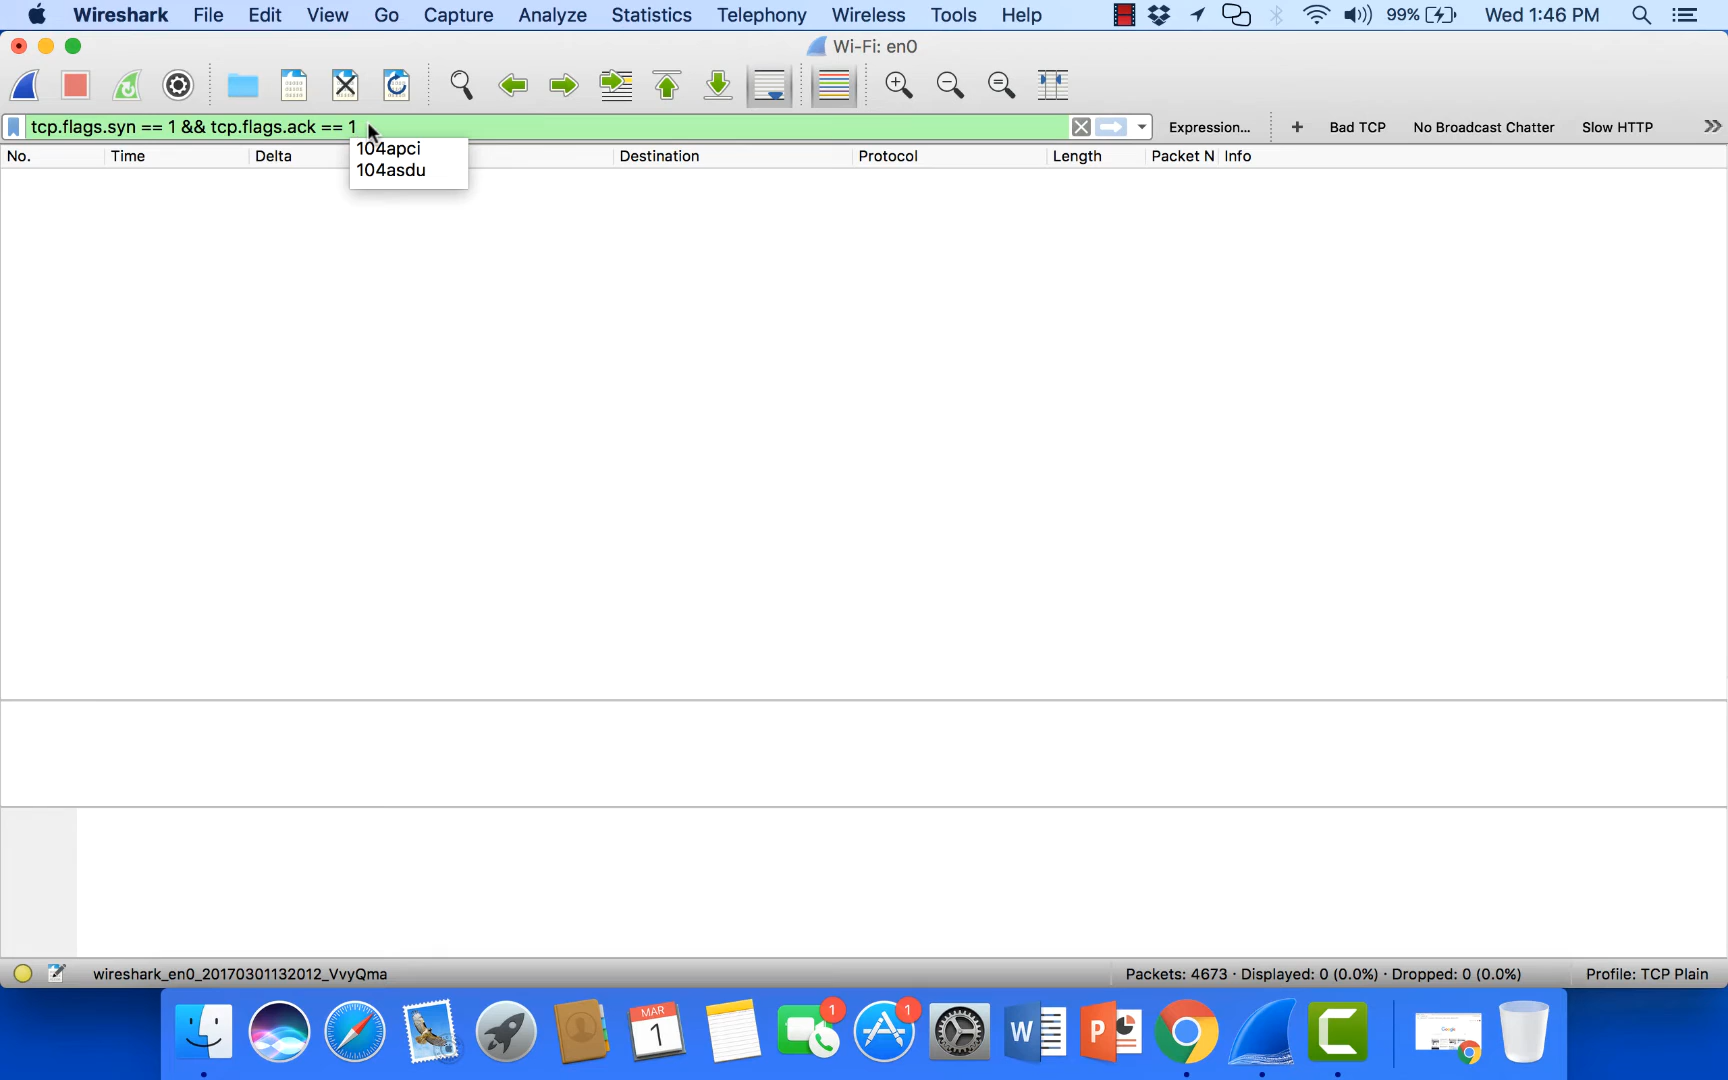 Wireshark File Edit View Go Capture Analyze Statistics Telephony Wireless Tools Help 99% Wed 1:46 PM
Wi-Fi: en0
tcp.flags.syn == 1 && tcp.flags.ack == 1 Expression... + Bad TCP No Broadcast Chatter Slow HTTP
104apci
104asdu
No. Time Delta Destination Protocol Length Packet N Info
wireshark_en0_20170301132012_VvyQma Packets: 4673 · Displayed: 0 (0.0%) · Dropped: 0 (0.0%) Profile: TCP Plain
MAR
1
1
1
W
P
C
Google